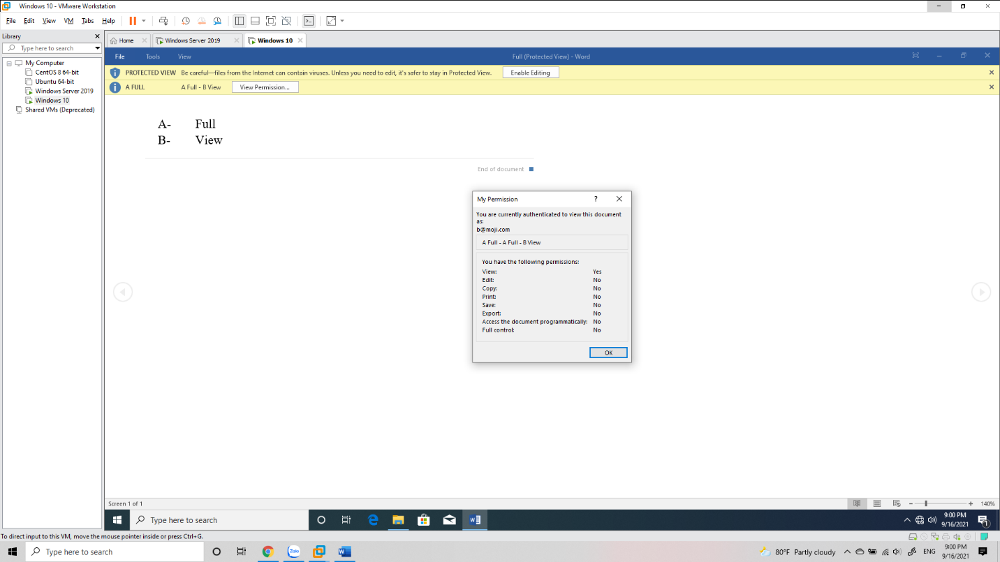 Windows 10 - VMware Workstation
File Edit View VM Tabs Help
Library
Type here to search
My Computer
CentOS 8 64-bit
Ubuntu 64-bit
Windows Server 2019
Windows 10
Shared VMs (Deprecated)
Home Windows Server 2019 Windows 10
File Tools View Full (Protected View) - Word
PROTECTED VIEW Be careful—files from the Internet can contain viruses. Unless you need to edit, it's safer to stay in Protected View. Enable Editing
A FULL A Full - B View View Permission...
A- Full
B- View
End of document
My Permission ?
You are currently authenticated to view this document
as:
b@moji.com
A Full - A Full - B View
You have the following permissions:
View: Yes
Edit: No
Copy: No
Print: No
Save: No
Export: No
Access the document programmatically: No
Full control: No
OK
Screen 1 of 1 140%
Type here to search
9:00 PM
9/16/2021
1
To direct input to this VM, move the mouse pointer inside or press Ctrl+G.
Type here to search
Zalo
80°F Partly cloudy ENG
9:00 PM
9/16/2021